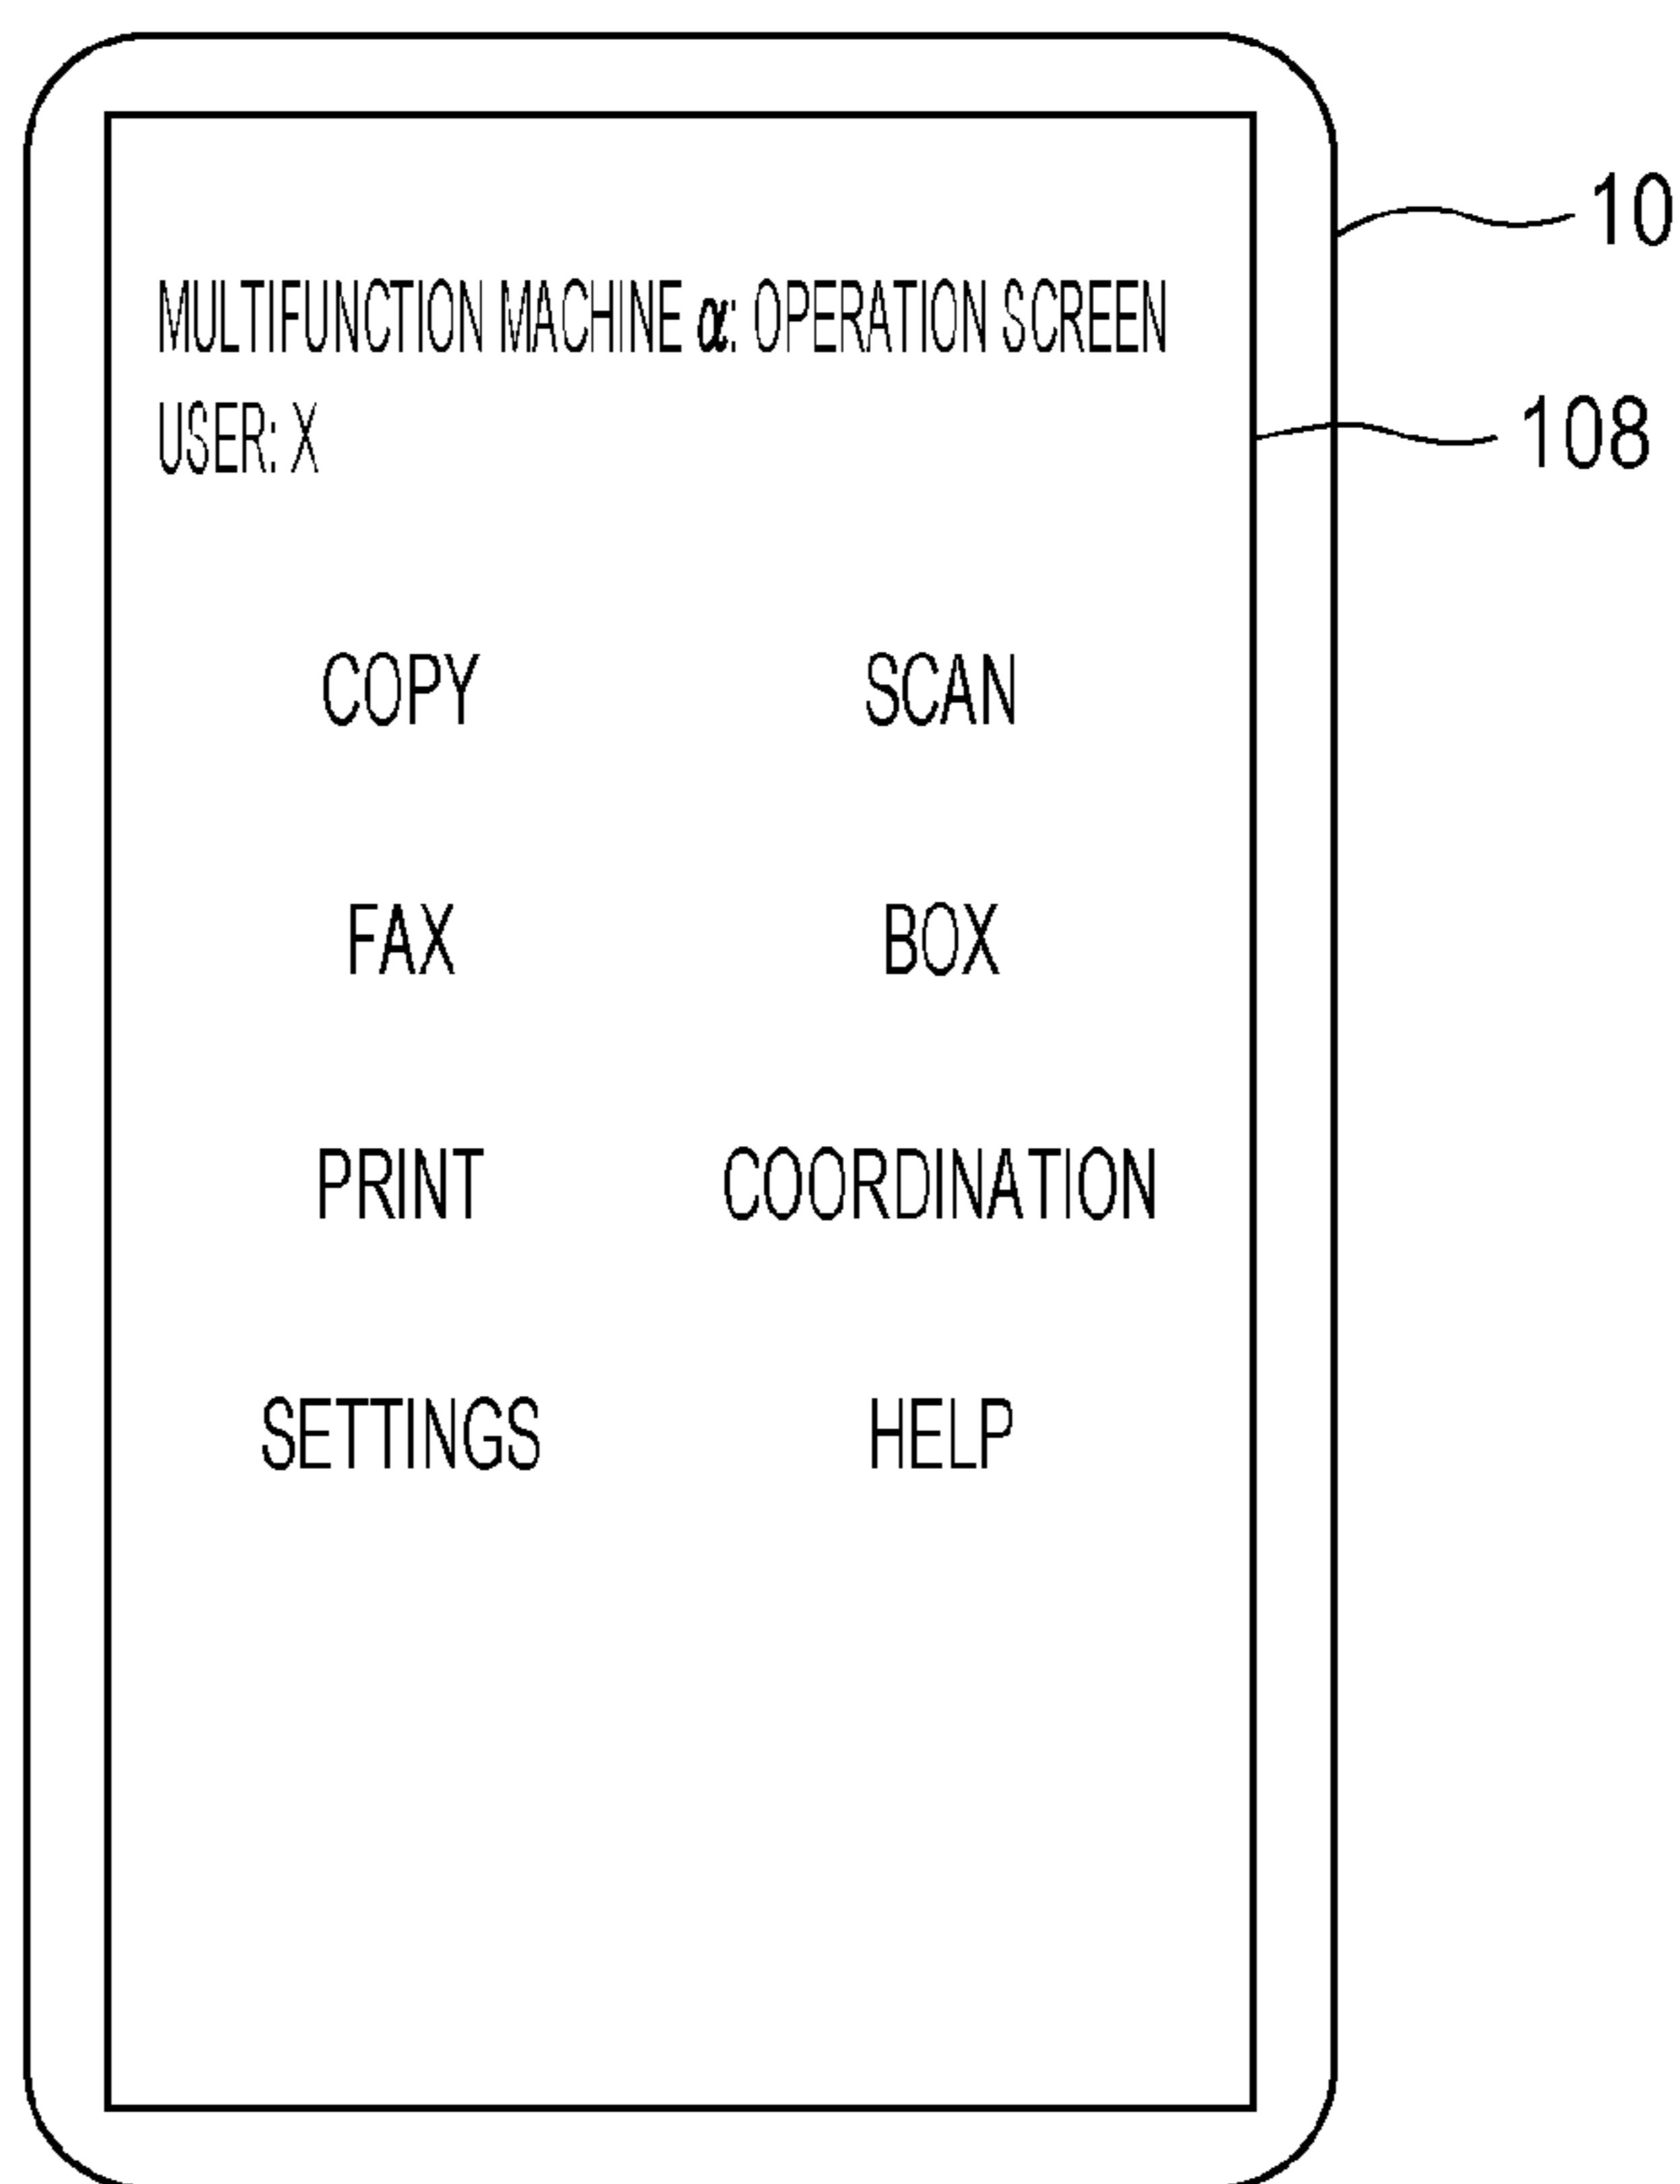 10
MULTIFUNCTION MACHINE α: OPERATION SCREEN
USER: X
108
COPY SCAN
FAX BOX
PRINT COORDINATION
SETTINGS HELP